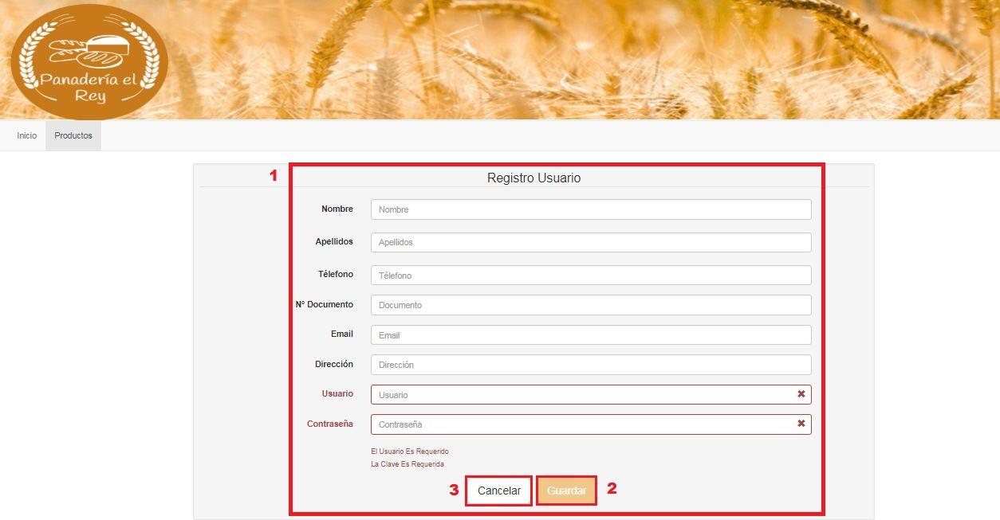 Panadería el
Rey
Inicio Productos
1
Registro Usuario
Nombre Nombre
Apellidos Apellidos
Télefono Télefono
Nº Documento Documento
Email Email
Dirección Dirección
Usuario Usuario
Contraseña Contraseña
El Usuario Es Requerido
La Clave Es Requerida
3 Cancelar Guardar 2